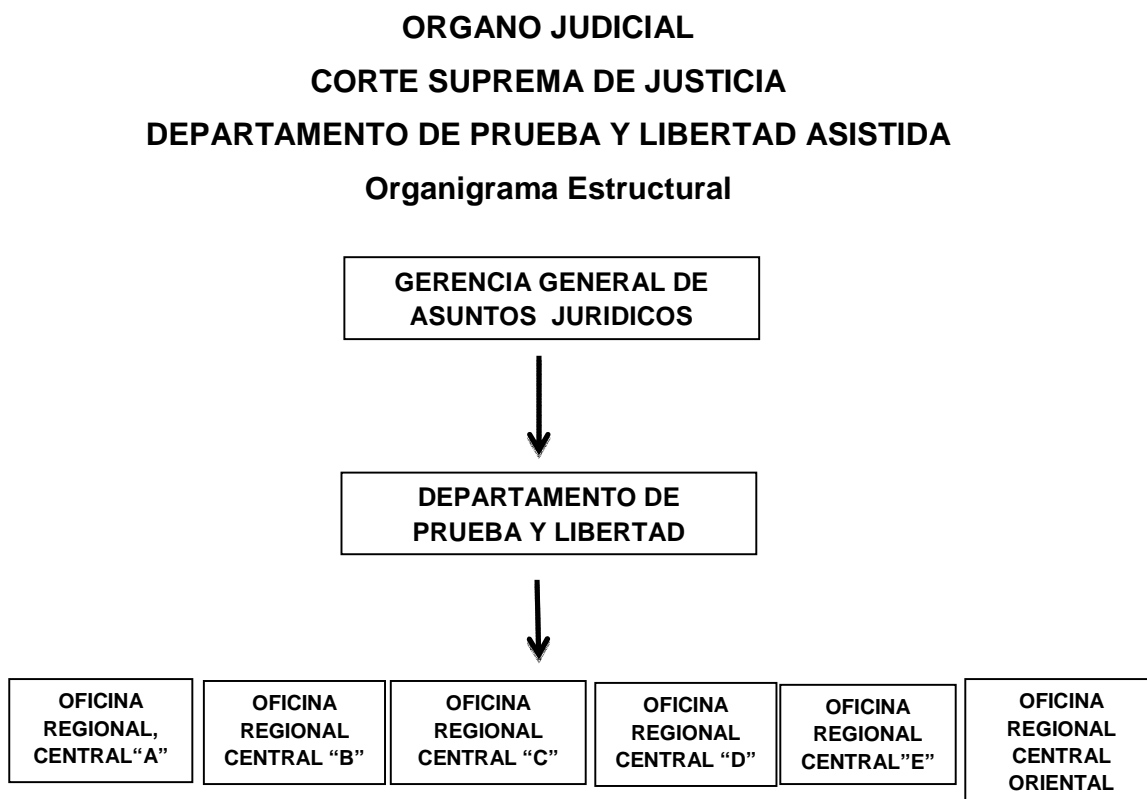 ORGANO JUDICIAL
CORTE SUPREMA DE JUSTICIA
DEPARTAMENTO DE PRUEBA Y LIBERTAD ASISTIDA
Organigrama Estructural
GERENCIA GENERAL DE
ASUNTOS JURIDICOS
DEPARTAMENTO DE
PRUEBA Y LIBERTAD
OFICINA
REGIONAL,
CENTRAL“A”
OFICINA
REGIONAL
CENTRAL “B”
OFICINA
REGIONAL
CENTRAL “C”
OFICINA
REGIONAL
CENTRAL “D”
OFICINA
REGIONAL
CENTRAL”E”
OFICINA
REGIONAL
CENTRAL
ORIENTAL